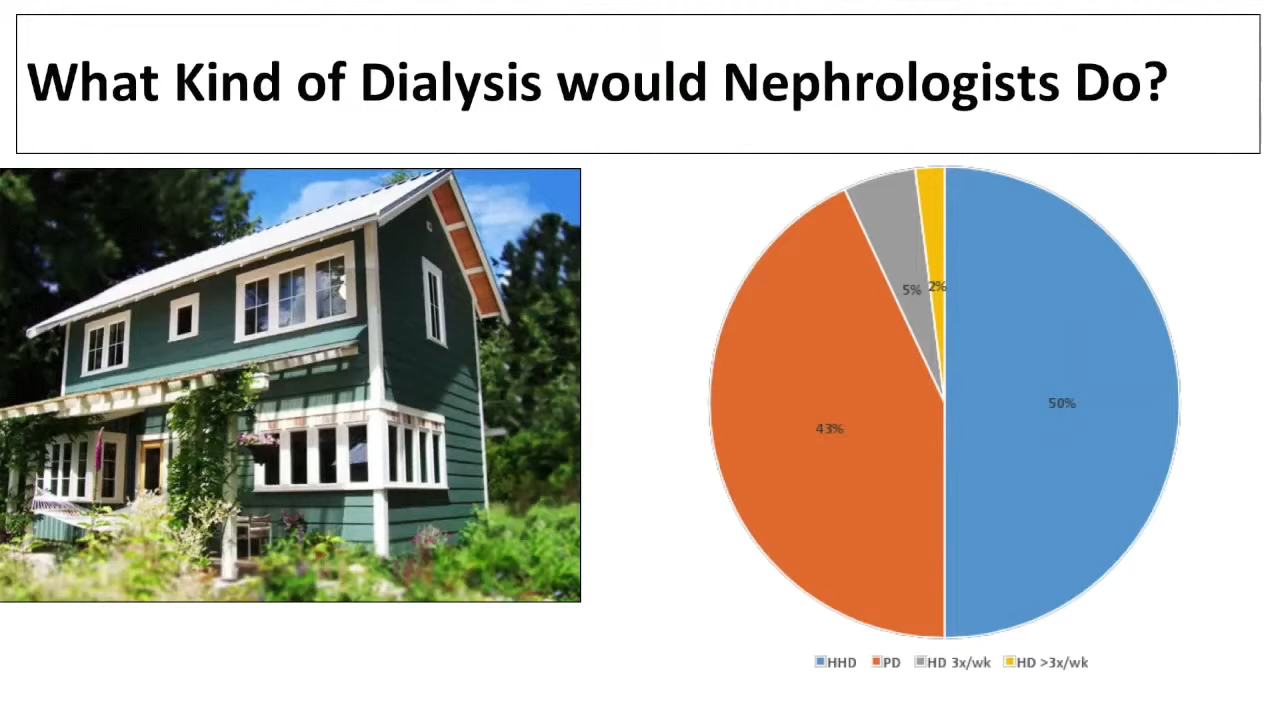 What Kind of Dialysis would Nephrologists Do?
5%
2%
50%
43%
HHD PD HD 3x/wk HD >3x/wk